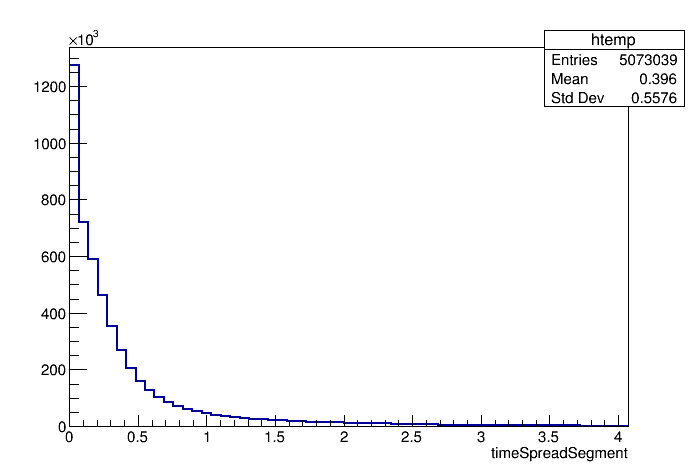 ×10³
htemp
Entries 5073039
Mean 0.396
Std Dev 0.5576
1200
1000
800
600
400
200
0
0 0.5 1 1.5 2 2.5 3 3.5 4
timeSpreadSegment